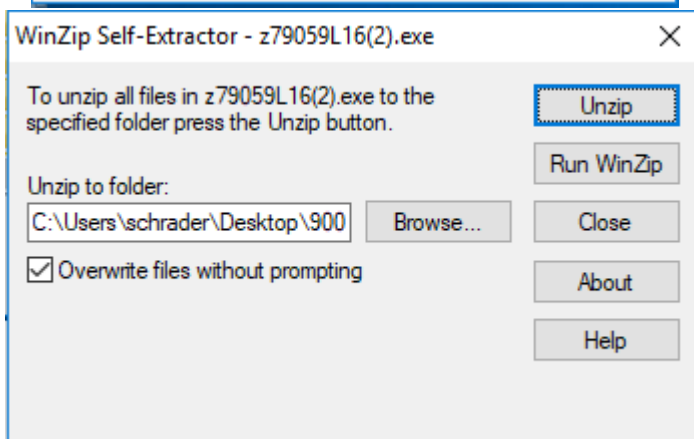 WinZip Self-Extractor - z79059L16(2).exe
To unzip all files in z79059L16(2).exe to the
specified folder press the Unzip button.
Unzip to folder:
C:\Users\schrader\Desktop\900
Browse...
Overwrite files without prompting
Unzip
Run WinZip
Close
About
Help